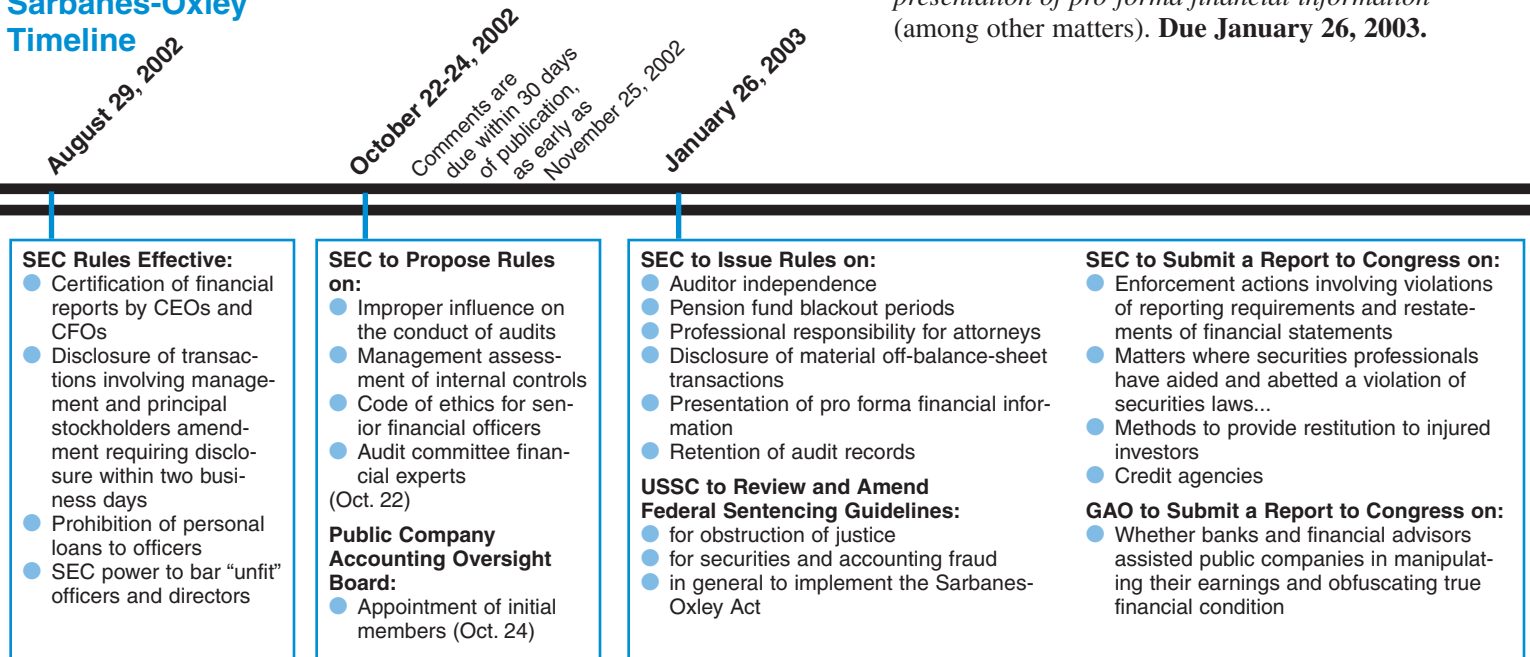 Sarbanes-Oxley
Timeline
presentation of pro forma financial information
(among other matters). Due January 26, 2003.
August 29, 2002
October 22-24, 2002
Comments are
due within 30 days
of publication,
as early as
November 25, 2002
January 26, 2003
SEC Rules Effective:
● Certification of financial
reports by CEOs and
CFOs
● Disclosure of transac-
tions involving manage-
ment and principal
stockholders amend-
ment requiring disclo-
sure within two busi-
ness days
● Prohibition of personal
loans to officers
● SEC power to bar “unfit”
officers and directors
SEC to Propose Rules
on:
● Improper influence on
the conduct of audits
● Management assess-
ment of internal controls
● Code of ethics for sen-
ior financial officers
● Audit committee finan-
cial experts
(Oct. 22)
Public Company
Accounting Oversight
Board:
● Appointment of initial
members (Oct. 24)
SEC to Issue Rules on:
● Auditor independence
● Pension fund blackout periods
● Professional responsibility for attorneys
● Disclosure of material off-balance-sheet
transactions
● Presentation of pro forma financial infor-
mation
● Retention of audit records
USSC to Review and Amend
Federal Sentencing Guidelines:
● for obstruction of justice
● for securities and accounting fraud
● in general to implement the Sarbanes-
Oxley Act
SEC to Submit a Report to Congress on:
● Enforcement actions involving violations
of reporting requirements and restate-
ments of financial statements
● Matters where securities professionals
have aided and abetted a violation of
securities laws...
● Methods to provide restitution to injured
investors
● Credit agencies
GAO to Submit a Report to Congress on:
● Whether banks and financial advisors
assisted public companies in manipulat-
ing their earnings and obfuscating true
financial condition